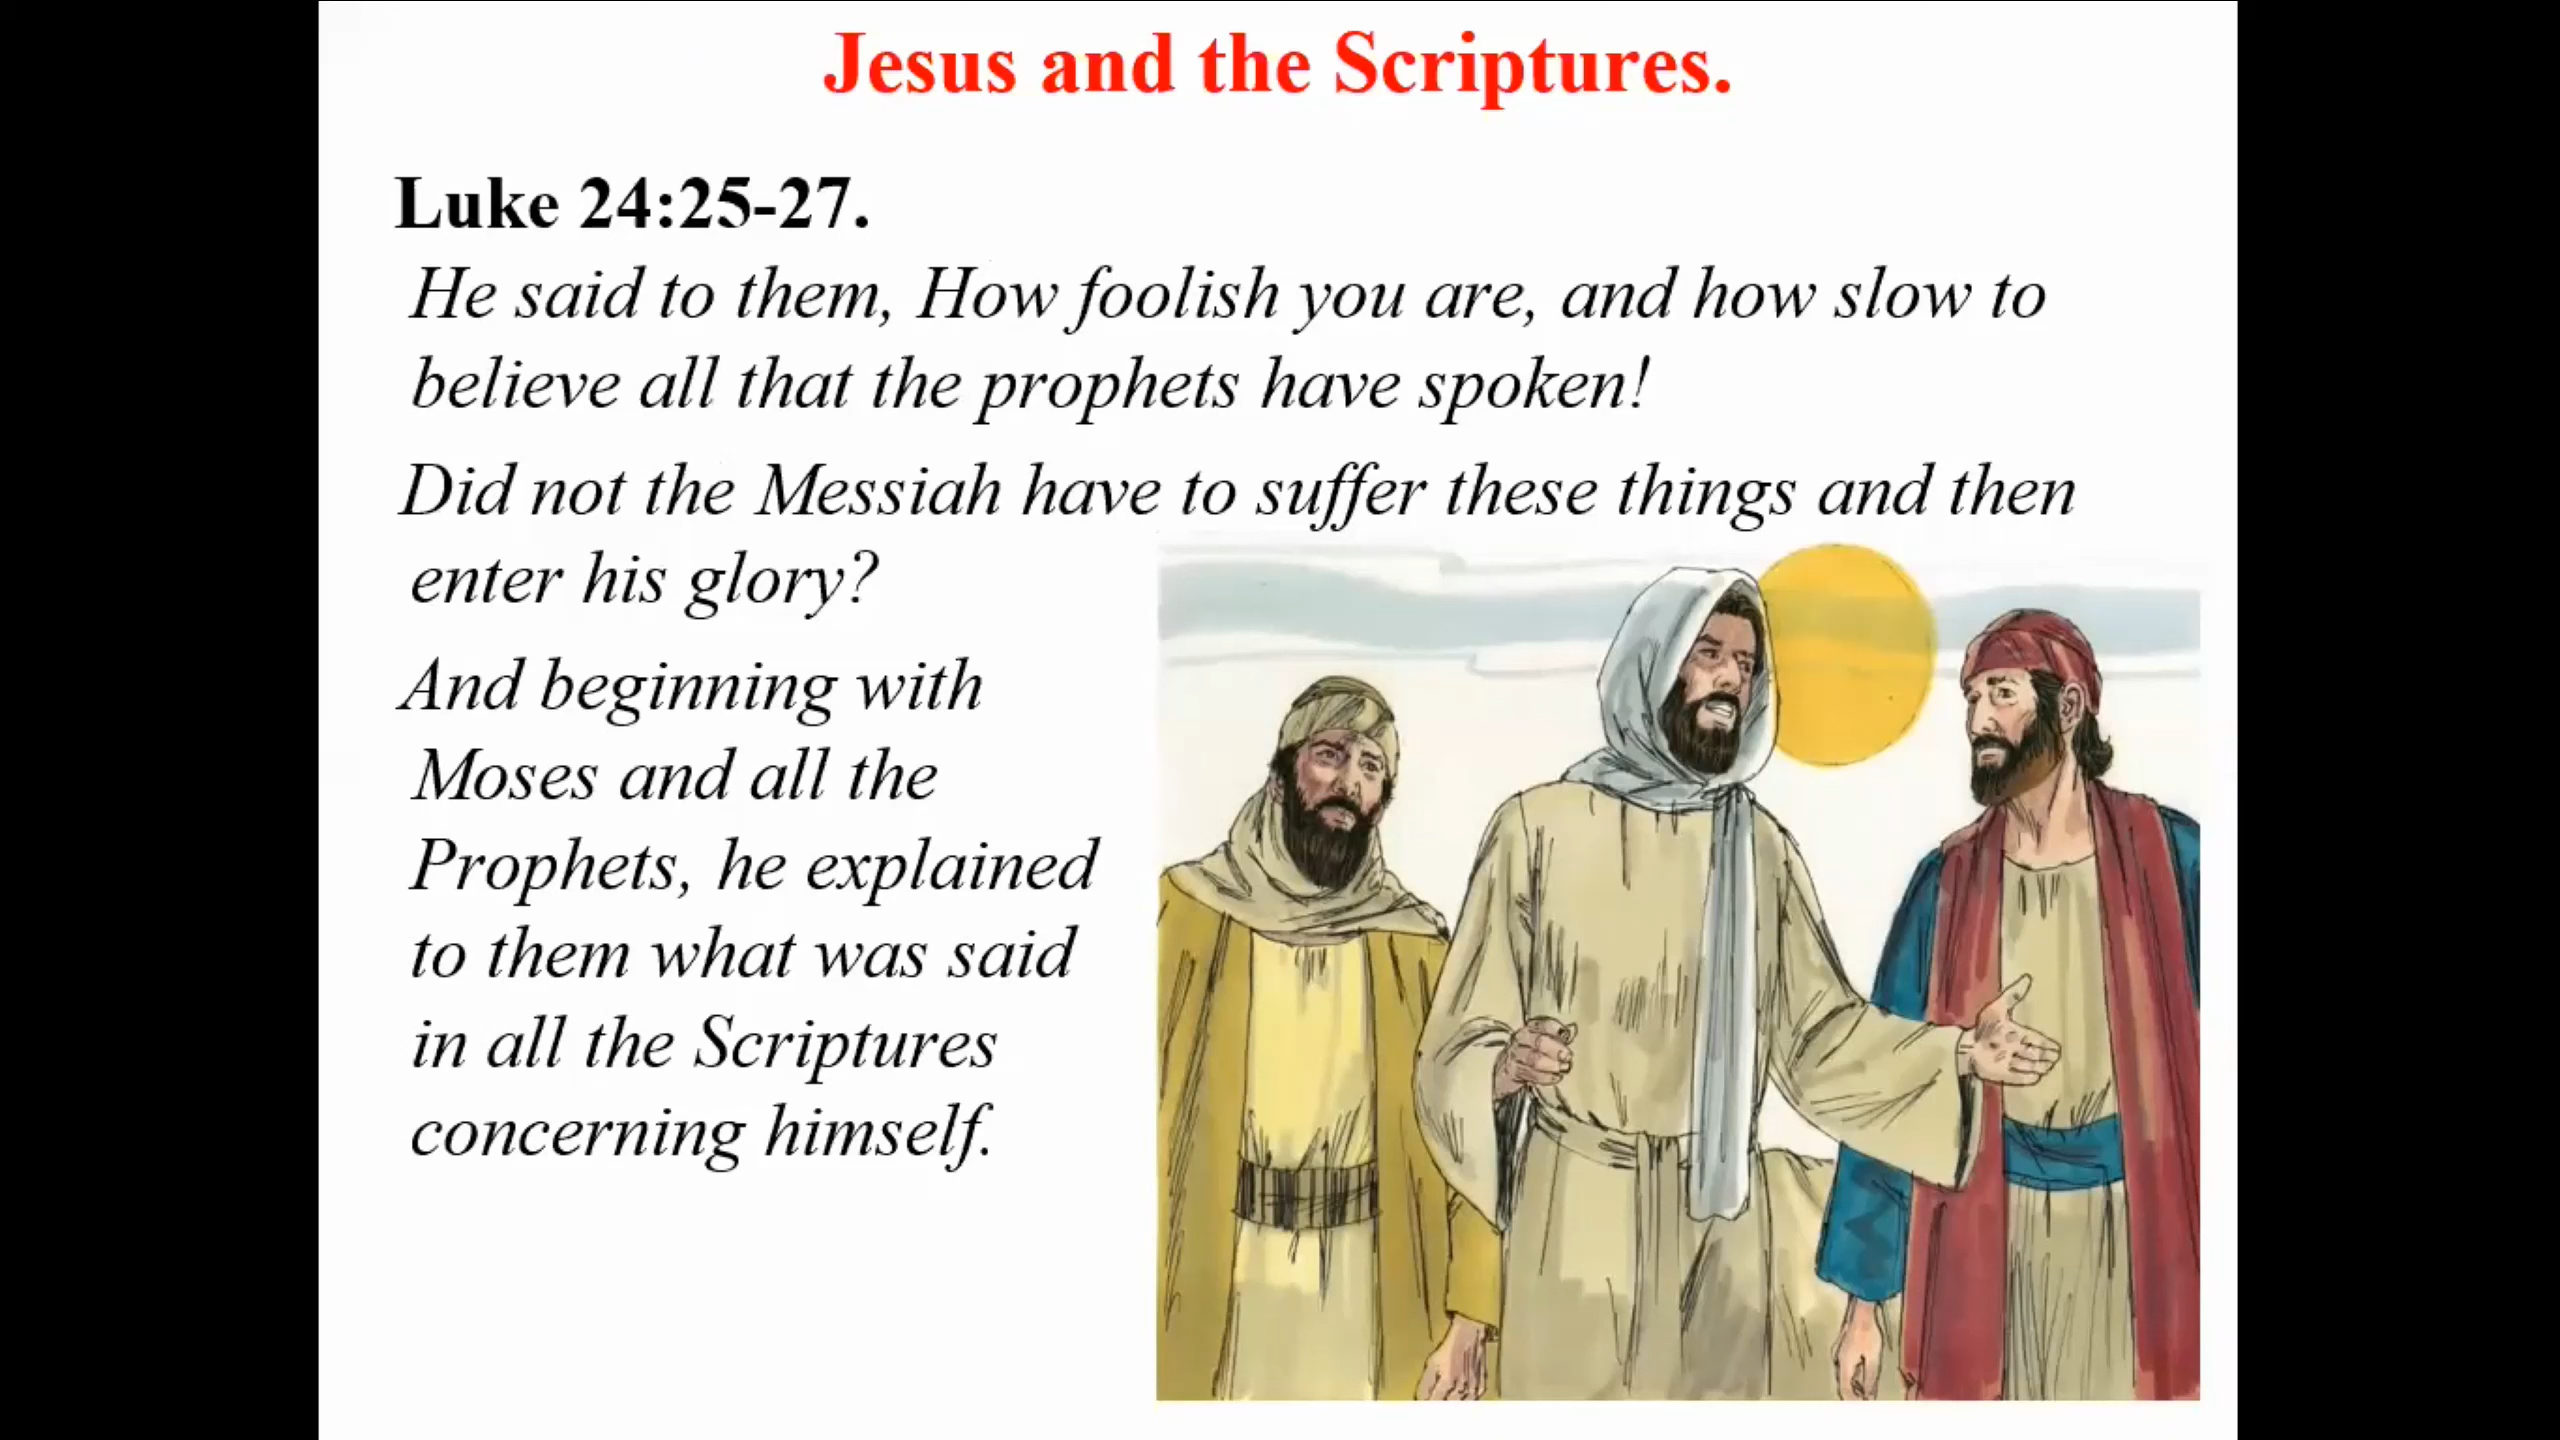 Jesus and the Scriptures.
Luke 24:25-27.
He said to them, How foolish you are, and how slow to
believe all that the prophets have spoken!
Did not the Messiah have to suffer these things and then
enter his glory?
And beginning with
Moses and all the
Prophets, he explained
to them what was said
in all the Scriptures
concerning himself.